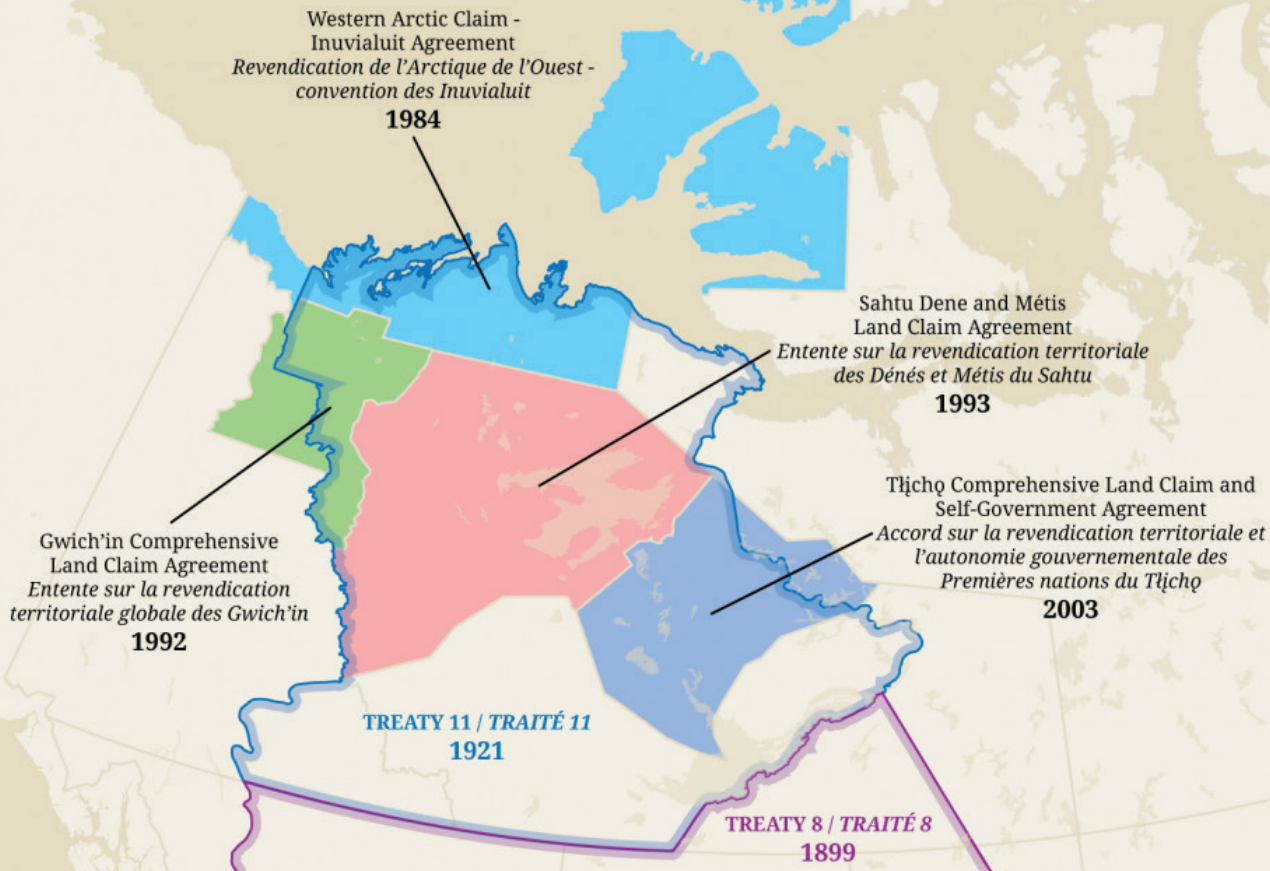 Western Arctic Claim -
Inuvialuit Agreement
Revendication de l’Arctique de l’Ouest -
convention des Inuvialuit
1984
Sahtu Dene and Métis
Land Claim Agreement
Entente sur la revendication territoriale
des Dénés et Métis du Sahtu
1993
Tłı̨chǫ Comprehensive Land Claim and
Self-Government Agreement
Accord sur la revendication territoriale et
l’autonomie gouvernementale des
Premières nations du Tłı̨chǫ
2003
Gwich’in Comprehensive
Land Claim Agreement
Entente sur la revendication
territoriale globale des Gwich’in
1992
TREATY 11 / TRAITÉ 11
1921
TREATY 8 / TRAITÉ 8
1899